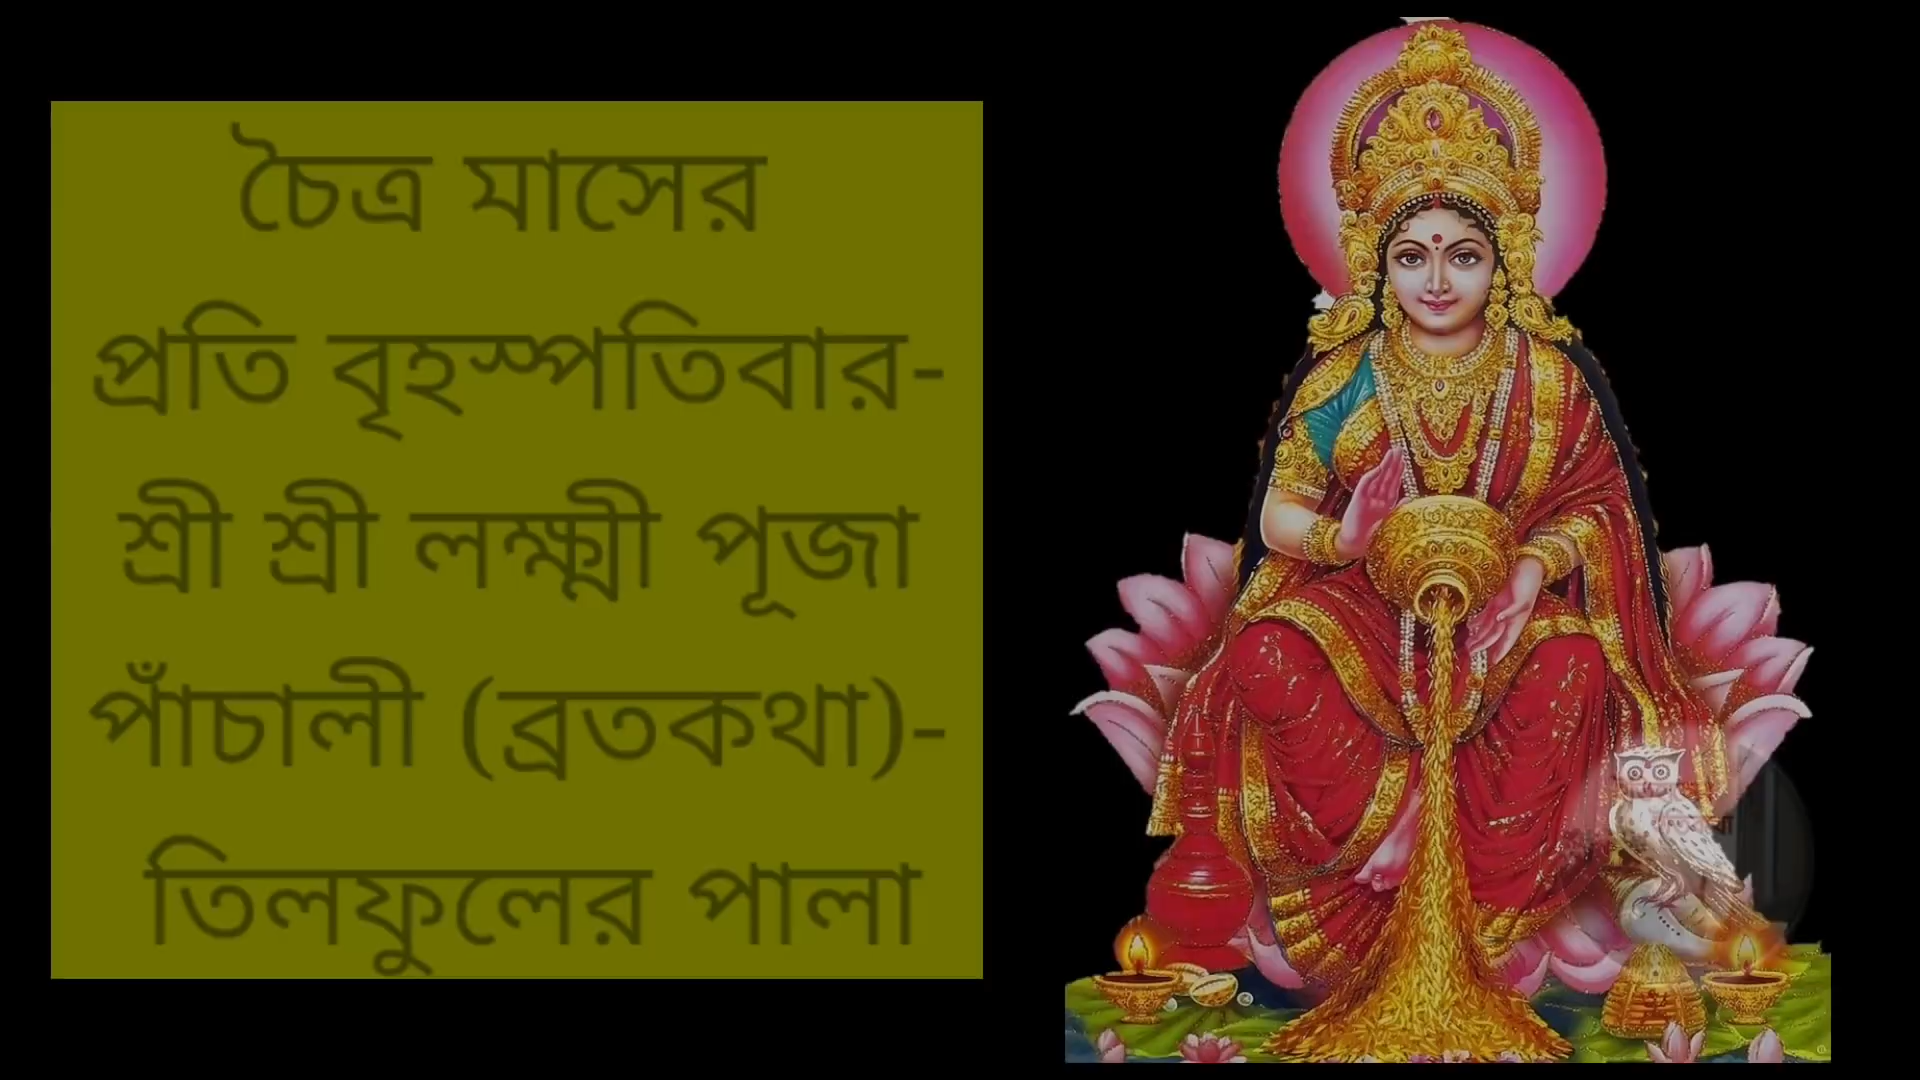 চৈত্র মাসের
প্রতি বৃহস্পতিবার-
শ্রী শ্রী লক্ষ্মী পূজা
পাঁচালী (ব্রতকথা)-
তিলফুলের পালা